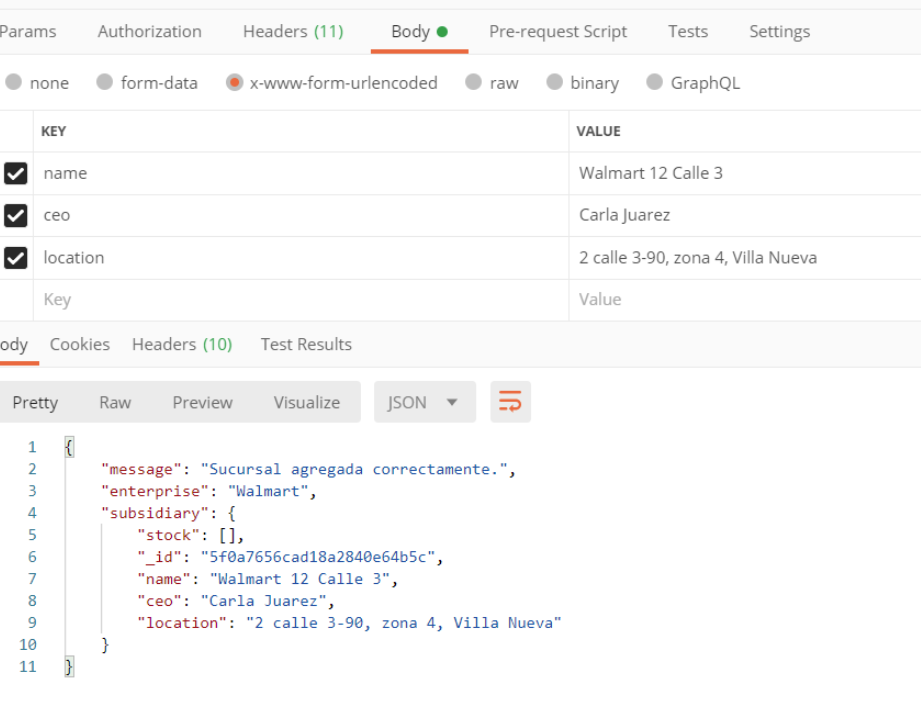 Params Authorization Headers (11) Body Pre-request Script Tests Settings
none form-data x-www-form-urlencoded raw binary GraphQL
KEY VALUE
name Walmart 12 Calle 3
ceo Carla Juarez
location 2 calle 3-90, zona 4, Villa Nueva
Key Value
ody Cookies Headers (10) Test Results
Pretty Raw Preview Visualize JSON
1 {
2 "message": "Sucursal agregada correctamente.",
3 "enterprise": "Walmart",
4 "subsidiary": {
5 "stock": [],
6 "_id": "5f0a7656cad18a2840e64b5c",
7 "name": "Walmart 12 Calle 3",
8 "ceo": "Carla Juarez",
9 "location": "2 calle 3-90, zona 4, Villa Nueva"
10 }
11 }